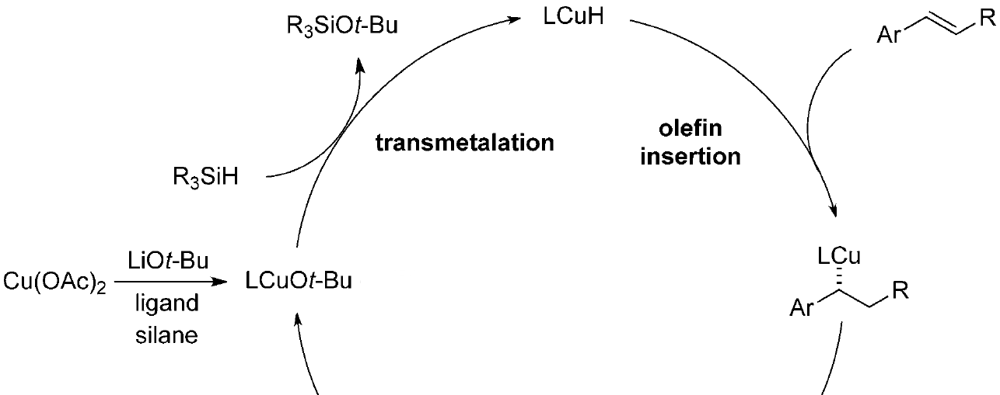 R₃SiOt-Bu
LCuH
Ar
R
transmetalation
olefin
insertion
R₃SiH
LiOt-Bu
Cu(OAc)₂
LCuOt-Bu
ligand
silane
LCu
Ar
R